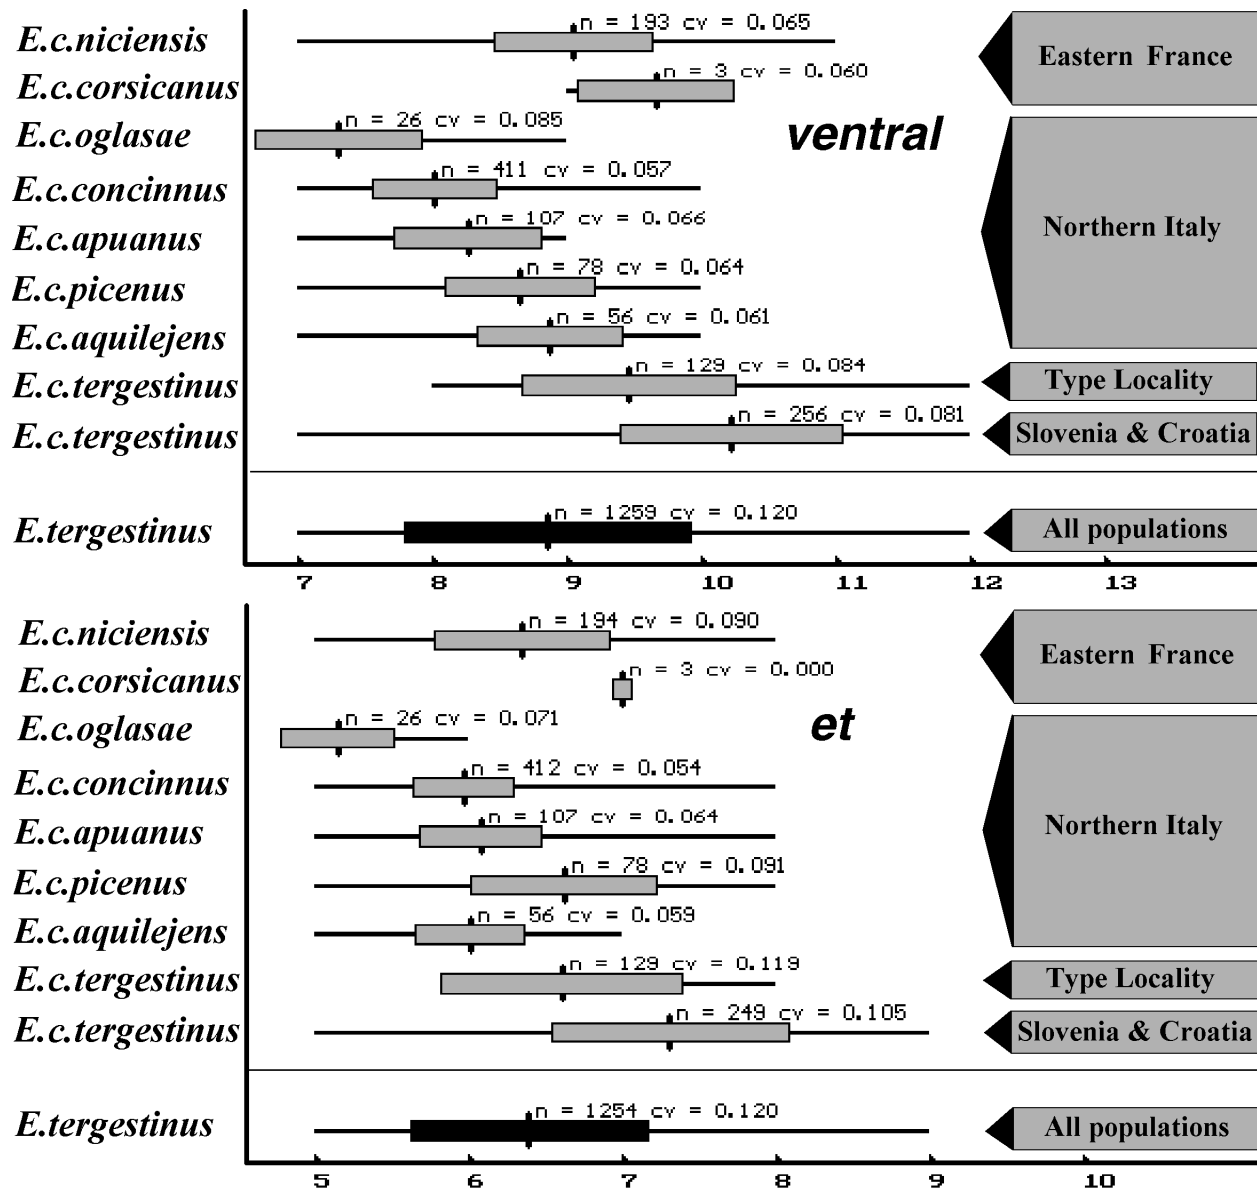 E.c.niciensis n = 193 cv = 0.065 Eastern France
E.c.corsicanus n = 3 cv = 0.060
E.c.oglasae n = 26 cv = 0.085 ventral
E.c.concinnus n = 411 cv = 0.057
E.c.apuanus n = 107 cv = 0.066 Northern Italy
E.c.picenus n = 78 cv = 0.064
E.c.aquilejens n = 56 cv = 0.061
E.c.tergestinus n = 129 cv = 0.084 Type Locality
E.c.tergestinus n = 256 cv = 0.081 Slovenia & Croatia
E.tergestinus n = 1259 cv = 0.120 All populations
7 8 9 10 11 12 13
E.c.niciensis n = 194 cv = 0.090 Eastern France
E.c.corsicanus n = 3 cv = 0.000
E.c.oglasae n = 26 cv = 0.071 et
E.c.concinnus n = 412 cv = 0.054
E.c.apuanus n = 107 cv = 0.064 Northern Italy
E.c.picenus n = 78 cv = 0.091
E.c.aquilejens n = 56 cv = 0.059
E.c.tergestinus n = 129 cv = 0.119 Type Locality
E.c.tergestinus n = 249 cv = 0.105 Slovenia & Croatia
E.tergestinus n = 1254 cv = 0.120 All populations
5 6 7 8 9 10